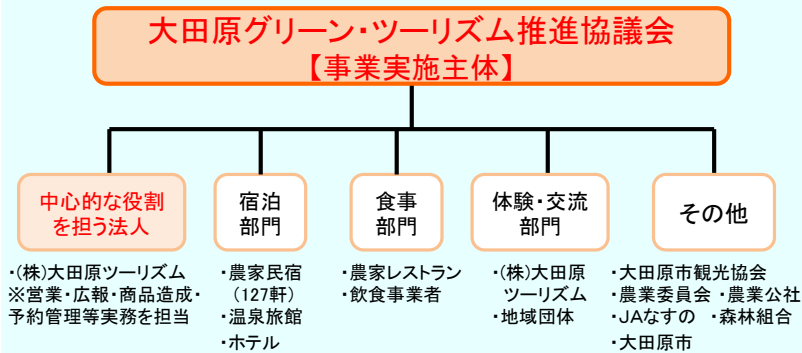 大田原グリーン・ツーリズム推進協議会
【事業実施主体】
中心的な役割
を担う法人
・(株)大田原ツーリズム
※営業・広報・商品造成・
予約管理等実務を担当
宿泊
部門
・農家民宿
(127軒)
・温泉旅館
・ホテル
食事
部門
・農家レストラン
・飲食事業者
体験・交流
部門
・(株)大田原
ツーリズム
・地域団体
その他
・大田原市観光協会
・農業委員会 ・農業公社
・JAなすの ・森林組合
・大田原市